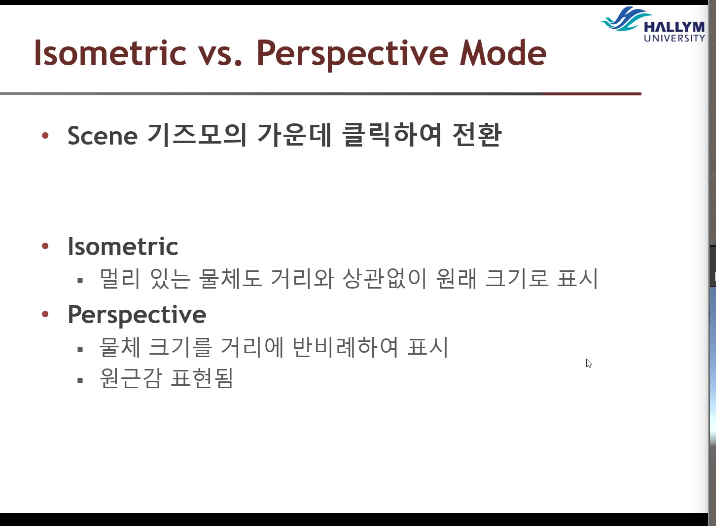 HALLYM
UNIVERSITY
Isometric vs. Perspective Mode
• Scene 기즈모의 가운데 클릭하여 전환
• Isometric
▪ 멀리 있는 물체도 거리와 상관없이 원래 크기로 표시
• Perspective
▪ 물체 크기를 거리에 반비례하여 표시
▪ 원근감 표현됨